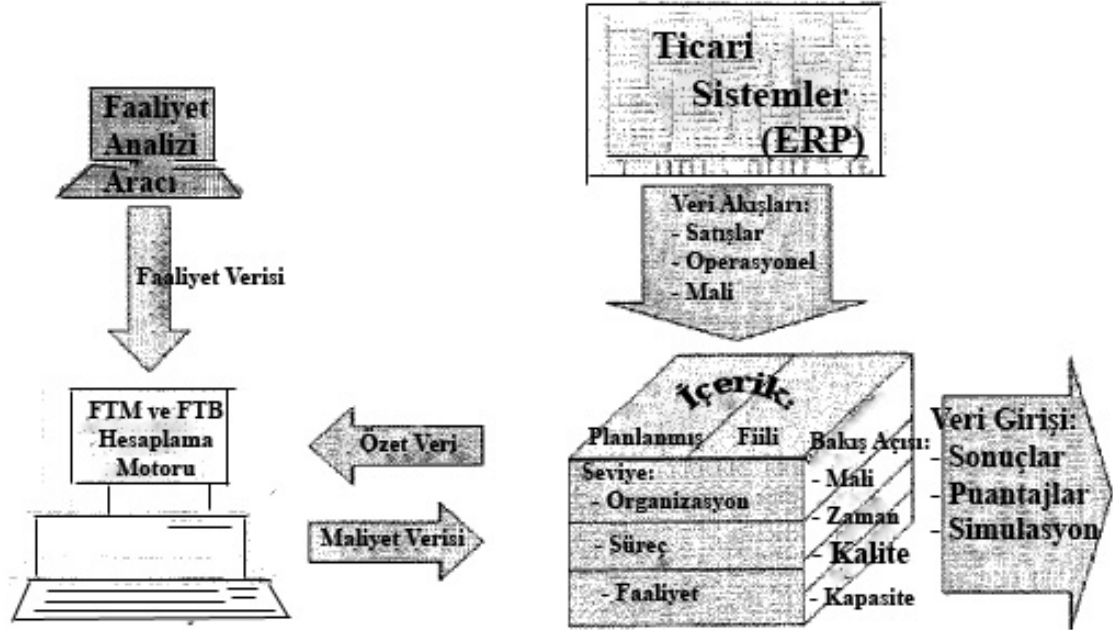 Ticari
Sistemler
(ERP)
Faaliyet
Analizi
Aracı
Veri Akışları:
- Satışlar
- Operasyonel
- Mali
Faaliyet Verisi
FTM ve FTB
Hesaplama
Motoru
Özet Veri
Maliyet Verisi
İçerik:
Planlanmış
Fiili
Seviye:
- Organizasyon
- Süreç
- Faaliyet
Bakış Açısı:
- Mali
- Zaman
- Kalite
- Kapasite
Veri Girişi:
- Sonuçlar
- Puantajlar
- Simulasyon